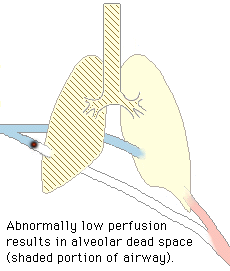 Abnormally low perfusion
results in alveolar dead space
(shaded portion of airway).